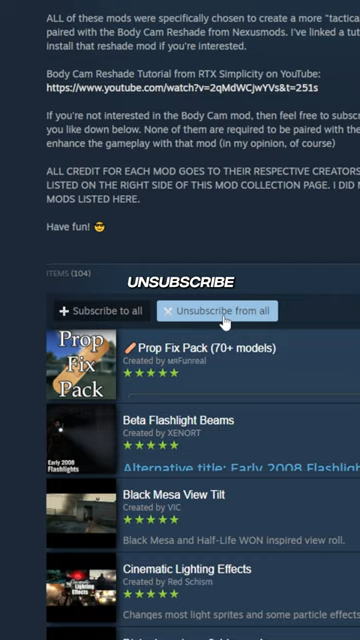 ALL of these mods were specifically chosen to create a more "tactica
paired with the Body Cam Reshade from Nexusmods. I've linked a tut
install that reshade mod if you're interested.
Body Cam Reshade Tutorial from RTX Simplicity on YouTube:
https://www.youtube.com/watch?v=2qMdWCjwYVs&t=251s
If you're not interested in the Body Cam mod, then feel free to subsc
you like down below. None of them are required to be paired with the
enhance the gameplay with that mod (in my opinion, of course)
ALL CREDIT FOR EACH MOD GOES TO THEIR RESPECTIVE CREATORS
LISTED ON THE RIGHT SIDE OF THIS MOD COLLECTION PAGE. I DID N
MODS LISTED HERE.
Have fun! 😎
ITEMS (104)
UNSUBSCRIBE
Subscribe to all
Unsubscribe from all
Prop Fix Pack
🩹Prop Fix Pack (70+ models)
Created by мяFunreal
Early 2008 Flashlights
Beta Flashlight Beams
Created by XENORT
Alternative title: Early 2008 Flashligh
Black Mesa View Tilt
Created by VIC
Black Mesa and Half-Life WON inspired view roll.
Cinematic Lighting Effects
Created by Red Schism
Changes most light sprites and some particle effects